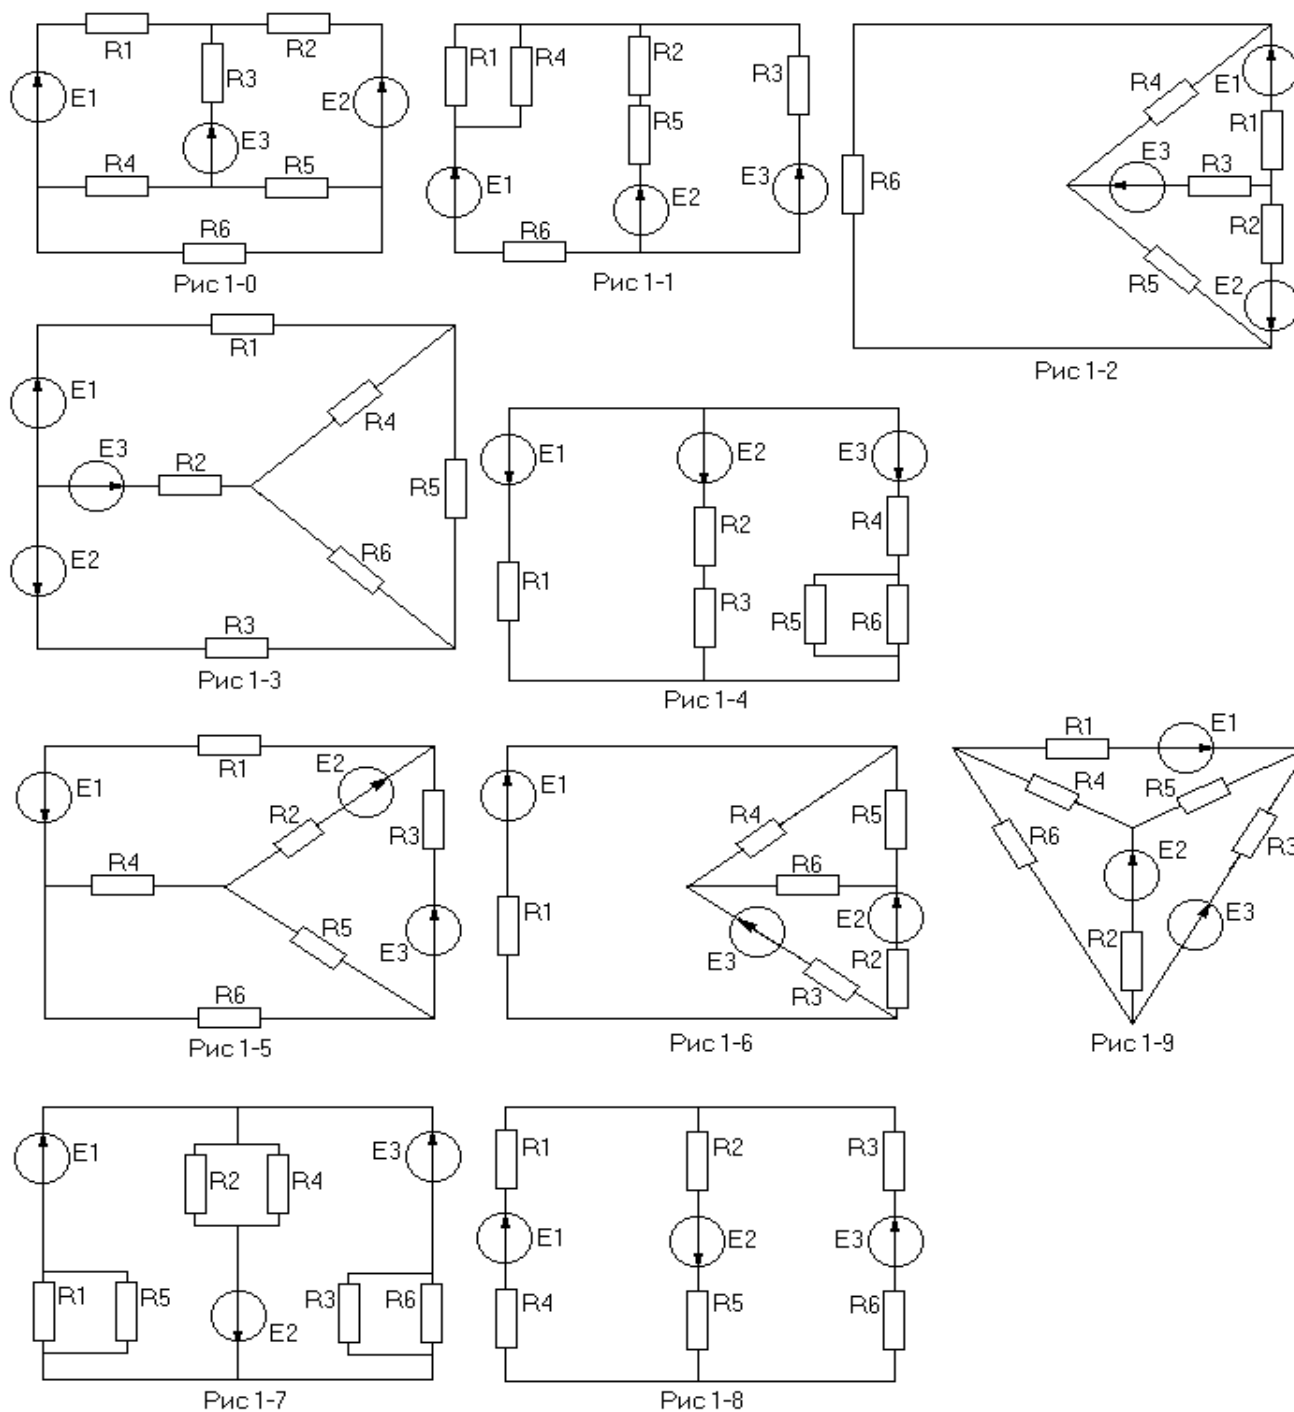 R1 R2
R3
E1 E2
E3
R4 R5
R6
Рис 1-0
R1 R4 R2
R3
R5
E1 E2 E3
R6
Рис 1-1
R4 E1
R1
E3
R3
R6
R2
R5 E2
Рис 1-2
R1
E1
R4
E3
R2
R5
E2
R6
R3
Рис 1-3
E1 E2 E3
R2 R4
R1
R3 R5 R6
Рис 1-4
R1
E2
E1
R2
R3
R4
R5
E3
R6
Рис 1-5
E1
R4 R5
R6
R1
E2
E3
R2
R3
Рис 1-6
R1 E1
R4 R5
R6 R3
E2
E3
R2
Рис 1-9
E1 E3
R2 R4
R1 R5 R3 R6
E2
Рис 1-7
R1 R2 R3
E1 E2 E3
R4 R5 R6
Рис 1-8